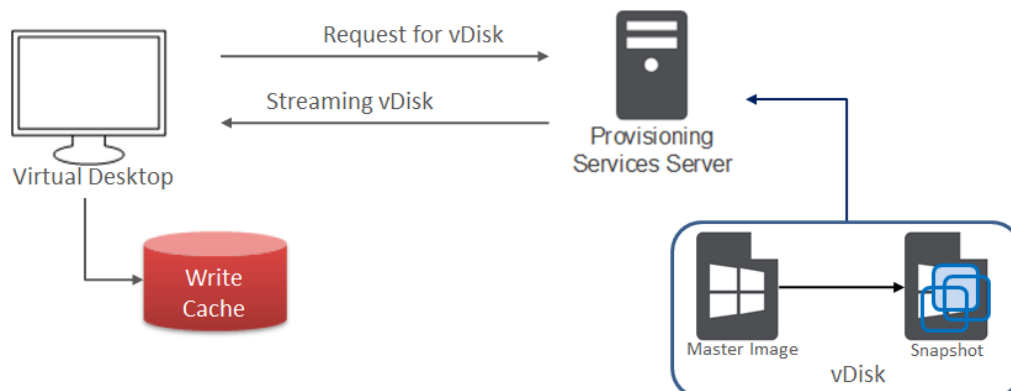 Request for vDisk
Streaming vDisk
Virtual Desktop
Provisioning
Services Server
Write
Cache
Master Image
Snapshot
vDisk